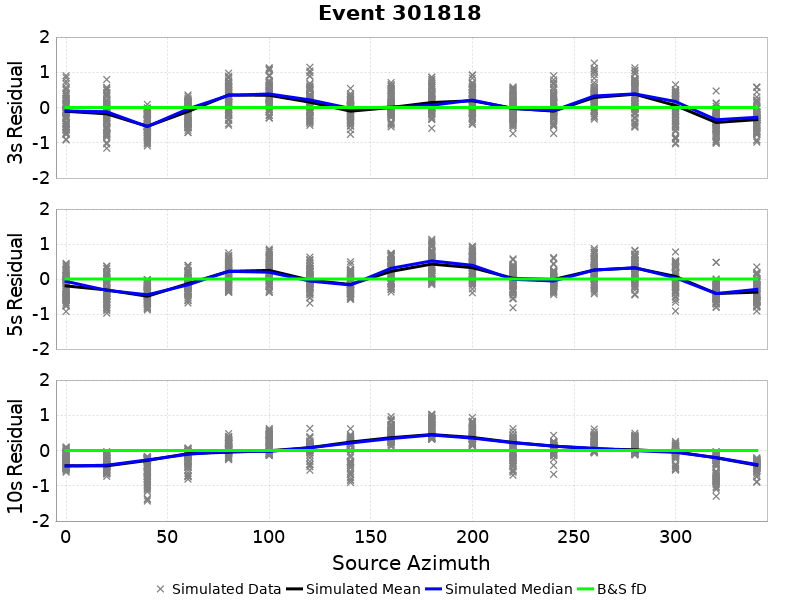 Event 301818
3s Residual
2
1
0
-1
-2
5s Residual
2
1
0
-1
-2
10s Residual
2
1
0
-1
-2
0 50 100 150 200 250 300
Source Azimuth
Simulated Data Simulated Mean Simulated Median B&S fD